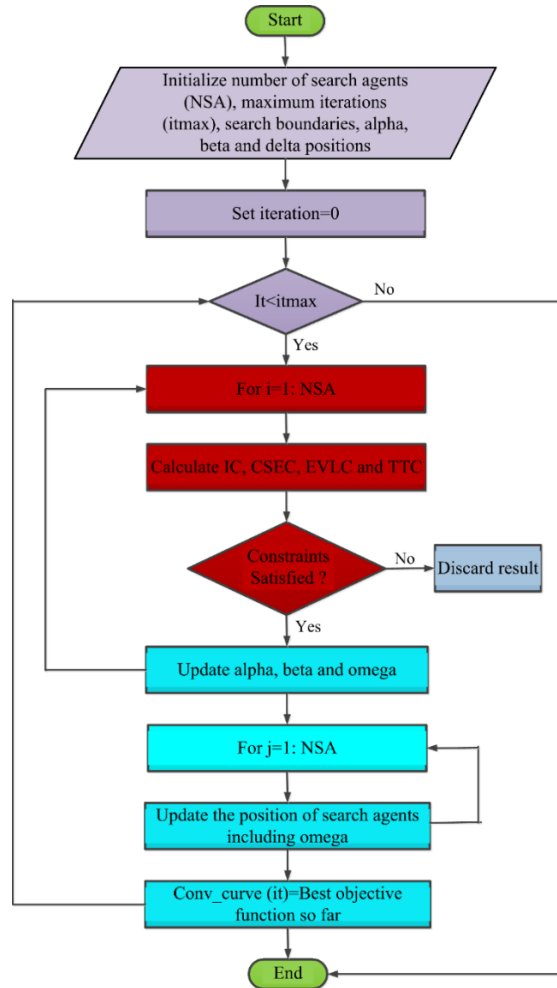 Start
Initialize number of search agents
(NSA), maximum iterations
(itmax), search boundaries, alpha,
beta and delta positions
Set iteration=0
It<itmax
No
Yes
For i=1: NSA
Calculate IC, CSEC, EVLC and TTC
Constraints
Satisfied ?
No
Discard result
Yes
Update alpha, beta and omega
For j=1: NSA
Update the position of search agents
including omega
Conv_curve (it)=Best objective
function so far
End